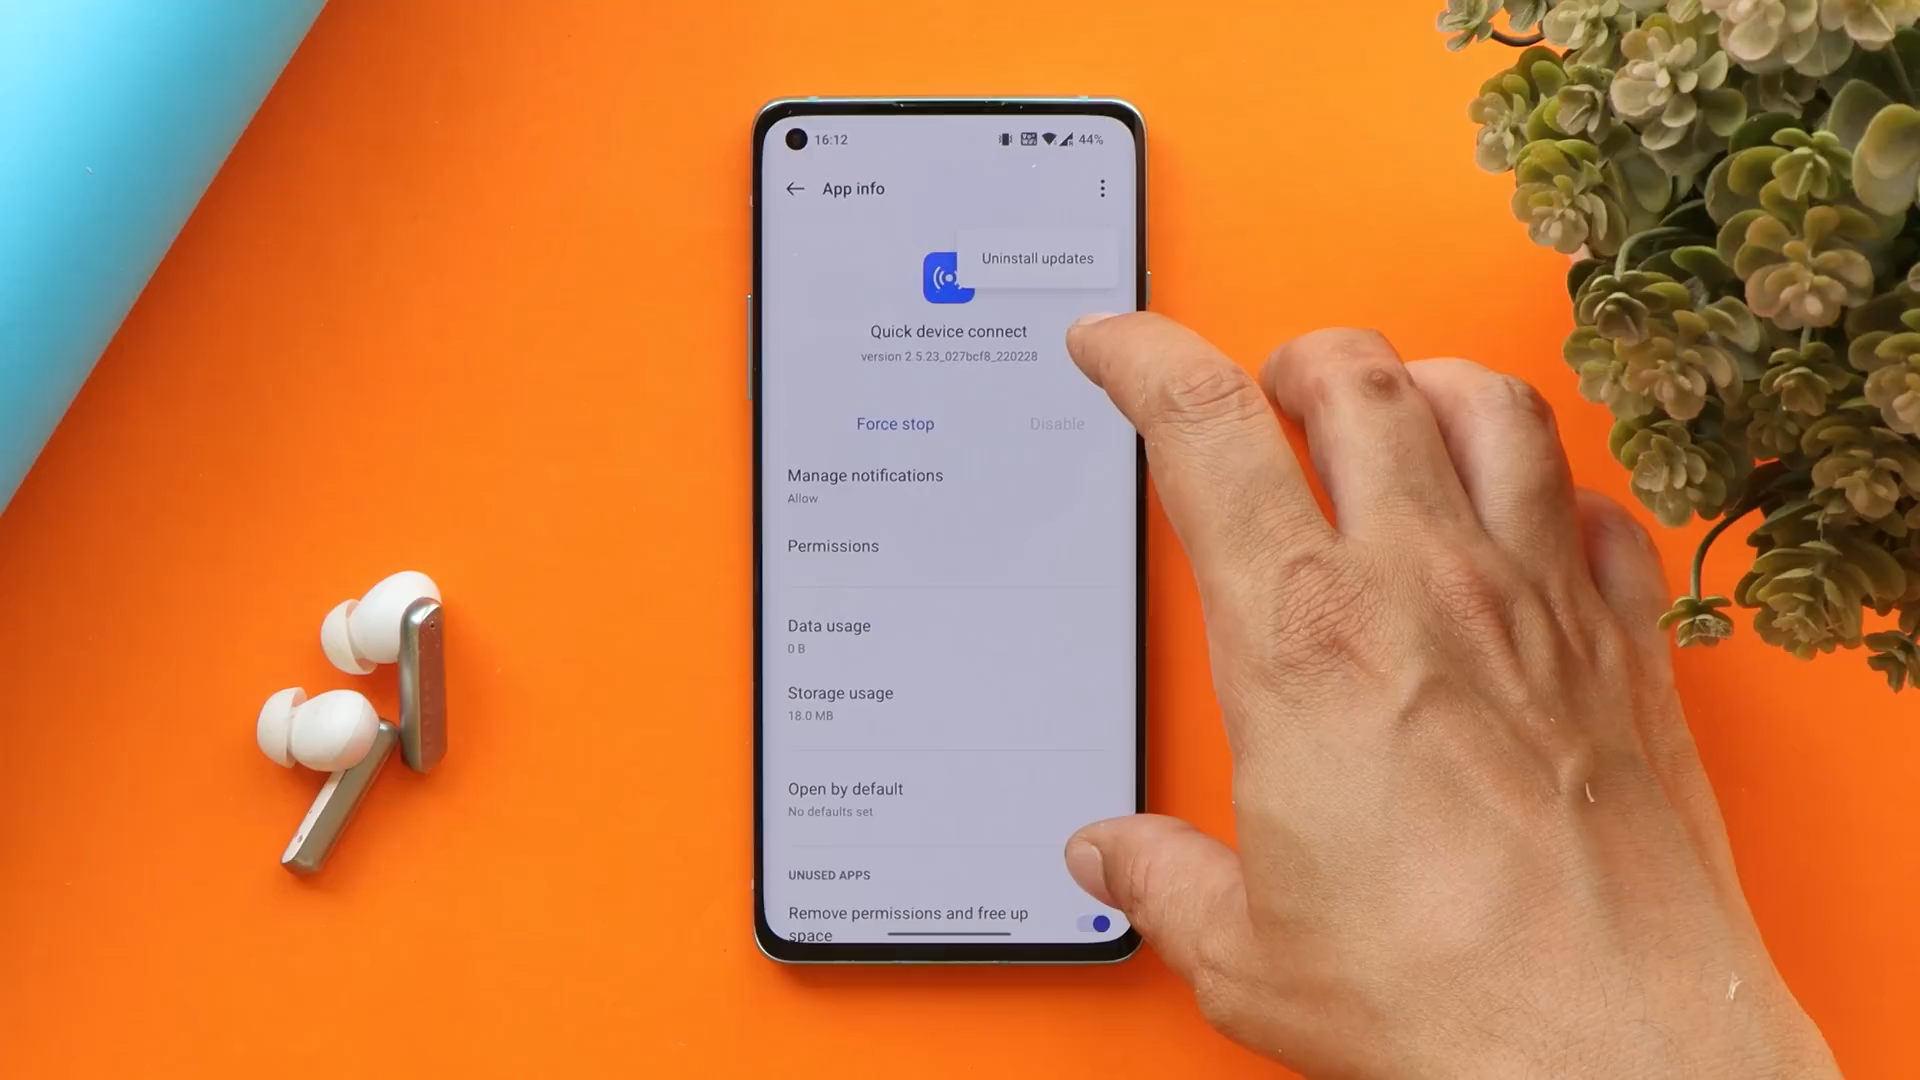 16:12
44%
App info
Uninstall updates
Quick device connect
version 2.5.23_027bcf8_220228
Force stop
Disable
Manage notifications
Allow
Permissions
Data usage
0 B
Storage usage
18.0 MB
Open by default
No defaults set
UNUSED APPS
Remove permissions and free up
space